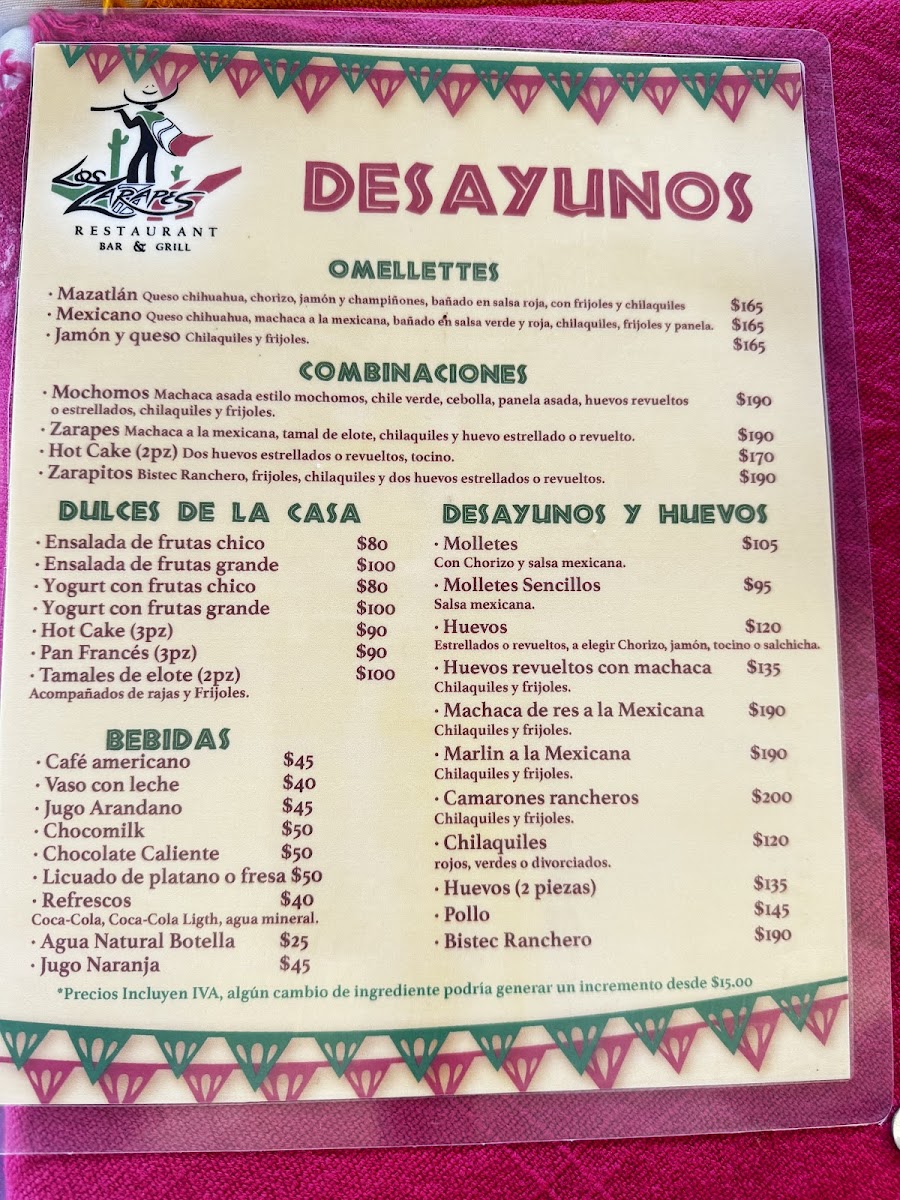 LOS ZARAPES
RESTAURANT
BAR & GRILL
DESAYUNOS
OMELLETTES
· Mazatlán Queso chihuahua, chorizo, jamón y champiñones, bañado en salsa roja, con frijoles y chilaquiles $165
· Mexicano Queso chihuahua, machaca a la mexicana, bañado en salsa verde y roja, chilaquiles, frijoles y panela. $165
· Jamón y queso Chilaquiles y frijoles. $165
COMBINACIONES
· Mochomos Machaca asada estilo mochomos, chile verde, cebolla, panela asada, huevos revueltos $190
o estrellados, chilaquiles y frijoles.
· Zarapes Machaca a la mexicana, tamal de elote, chilaquiles y huevo estrellado o revuelto. $190
· Hot Cake (2pz) Dos huevos estrellados o revueltos, tocino. $170
· Zarapitos Bistec Ranchero, frijoles, chilaquiles y dos huevos estrellados o revueltos. $190
DULCES DE LA CASA
· Ensalada de frutas chico $80
· Ensalada de frutas grande $100
· Yogurt con frutas chico $80
· Yogurt con frutas grande $100
· Hot Cake (3pz) $90
· Pan Francés (3pz) $90
· Tamales de elote (2pz) $100
Acompañados de rajas y Frijoles.
BEBIDAS
· Café americano $45
· Vaso con leche $40
· Jugo Arandano $45
· Chocomilk $50
· Chocolate Caliente $50
· Licuado de platano o fresa $50
· Refrescos $40
Coca-Cola, Coca-Cola Ligth, agua mineral.
· Agua Natural Botella $25
· Jugo Naranja $45
DESAYUNOS Y HUEVOS
· Molletes $105
Con Chorizo y salsa mexicana.
· Molletes Sencillos $95
Salsa mexicana.
· Huevos $120
Estrellados o revueltos, a elegir Chorizo, jamón, tocino o salchicha.
· Huevos revueltos con machaca $135
Chilaquiles y frijoles.
· Machaca de res a la Mexicana $190
Chilaquiles y frijoles.
· Marlin a la Mexicana $190
Chilaquiles y frijoles.
· Camarones rancheros $200
Chilaquiles y frijoles.
· Chilaquiles $120
rojos, verdes o divorciados.
· Huevos (2 piezas) $135
· Pollo $145
· Bistec Ranchero $190
*Precios Incluyen IVA, algún cambio de ingrediente podría generar un incremento desde $15.00